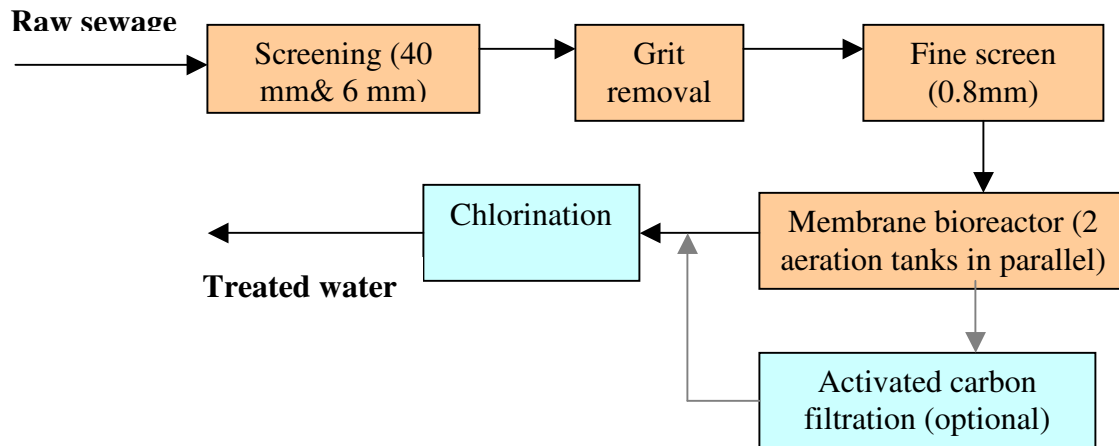 Raw sewage
Screening (40
mm& 6 mm)
Grit
removal
Fine screen
(0.8mm)
Chlorination
Membrane bioreactor (2
aeration tanks in parallel)
Treated water
Activated carbon
filtration (optional)